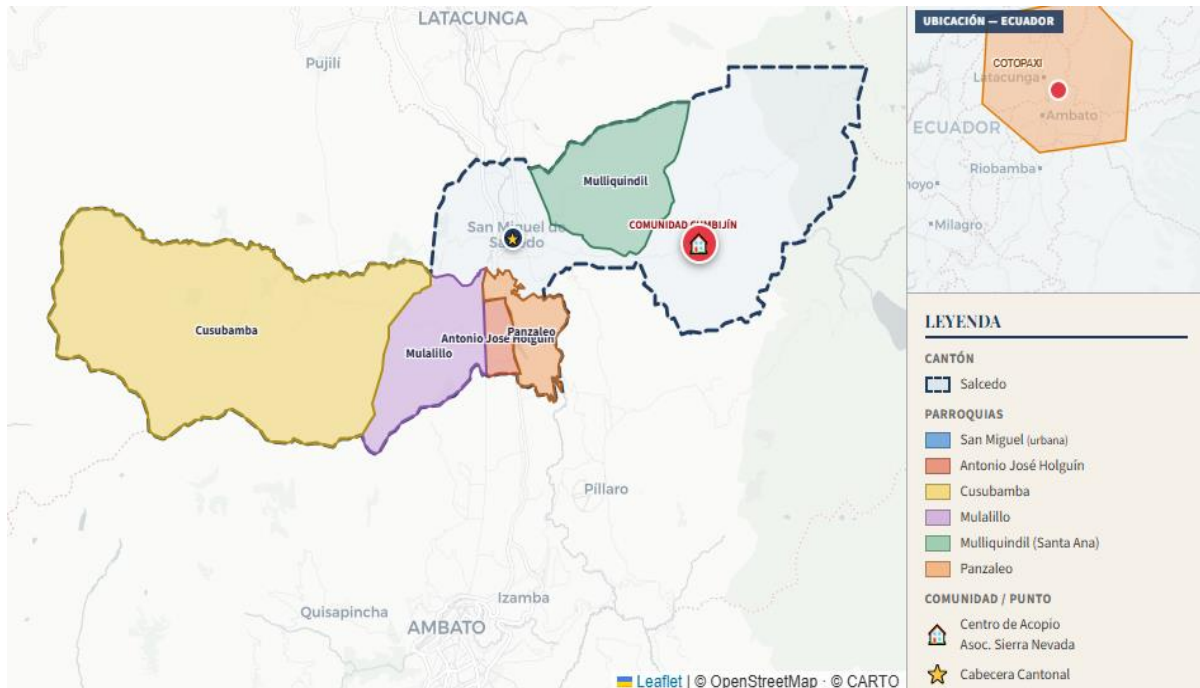 LATACUNGA
Pujilí
Mulliquindil
COMUNIDAD CUMBIJÍN
San Miguel de
Salcedo
Cusubamba
Panzaleo
Antonio José Holguín
Mulalillo
Píllaro
Quisapincha
Izamba
AMBATO
Leaflet | © OpenStreetMap · © CARTO
UBICACIÓN — ECUADOR
COTOPAXI
Latacunga
Ambato
ECUADOR
Riobamba
Milagro
LEYENDA
CANTÓN
Salcedo
PARROQUIAS
San Miguel (urbana)
Antonio José Holguín
Cusubamba
Mulalillo
Mulliquindil (Santa Ana)
Panzaleo
COMUNIDAD / PUNTO
Centro de Acopio
Asoc. Sierra Nevada
Cabecera Cantonal